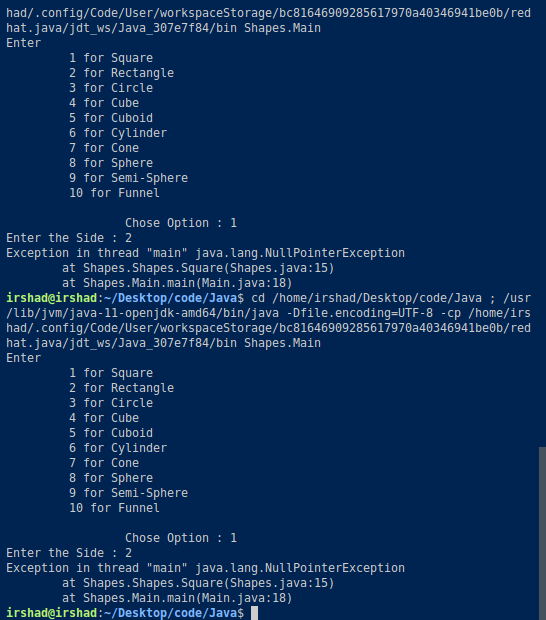 had/.config/Code/User/workspaceStorage/bc81646909285617970a40346941be0b/red
hat.java/jdt_ws/Java_307e7f84/bin Shapes.Main
Enter
1 for Square
2 for Rectangle
3 for Circle
4 for Cube
5 for Cuboid
6 for Cylinder
7 for Cone
8 for Sphere
9 for Semi-Sphere
10 for Funnel
Chose Option : 1
Enter the Side : 2
Exception in thread "main" java.lang.NullPointerException
at Shapes.Shapes.Square(Shapes.java:15)
at Shapes.Main.main(Main.java:18)
irshad@irshad:~/Desktop/code/Java$ cd /home/irshad/Desktop/code/Java ; /usr
/lib/jvm/java-11-openjdk-amd64/bin/java -Dfile.encoding=UTF-8 -cp /home/irs
had/.config/Code/User/workspaceStorage/bc81646909285617970a40346941be0b/red
hat.java/jdt_ws/Java_307e7f84/bin Shapes.Main
Enter
1 for Square
2 for Rectangle
3 for Circle
4 for Cube
5 for Cuboid
6 for Cylinder
7 for Cone
8 for Sphere
9 for Semi-Sphere
10 for Funnel
Chose Option : 1
Enter the Side : 2
Exception in thread "main" java.lang.NullPointerException
at Shapes.Shapes.Square(Shapes.java:15)
at Shapes.Main.main(Main.java:18)
irshad@irshad:~/Desktop/code/Java$